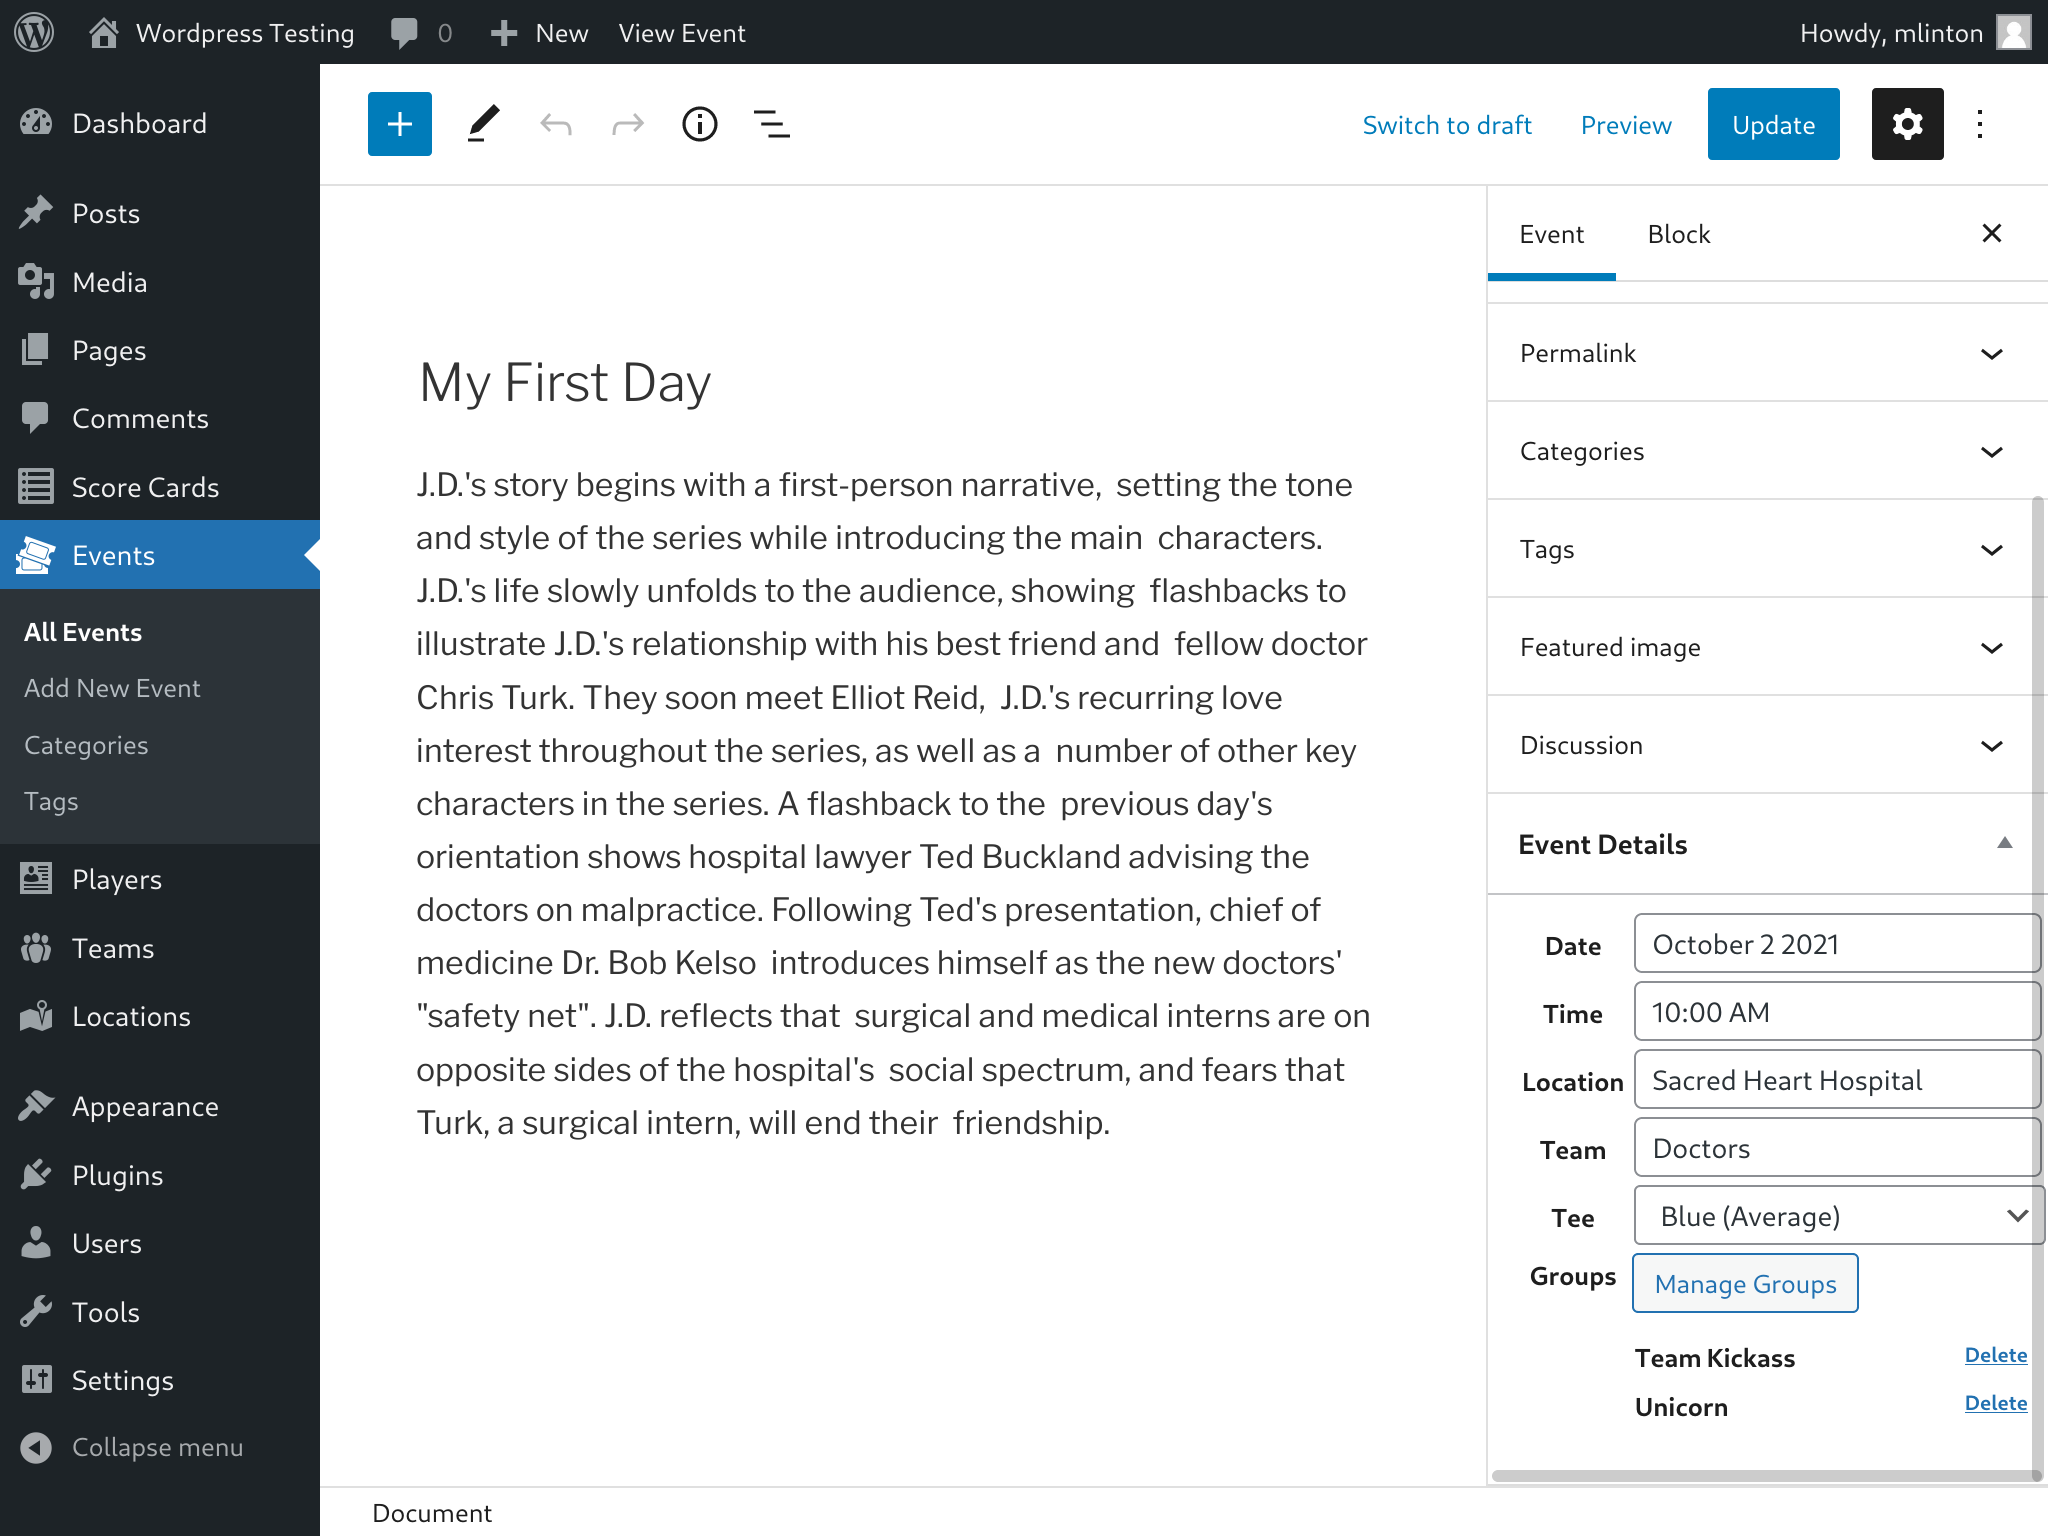 Wordpress Testing 0 New View Event Howdy, mlinton
Dashboard
Posts
Media
Pages
Comments
Score Cards
Events
All Events
Add New Event
Categories
Tags
Players
Teams
Locations
Appearance
Plugins
Users
Tools
Settings
Collapse menu
Switch to draft Preview Update
My First Day
J.D.'s story begins with a first-person narrative, setting the tone
and style of the series while introducing the main characters.
J.D.'s life slowly unfolds to the audience, showing flashbacks to
illustrate J.D.'s relationship with his best friend and fellow doctor
Chris Turk. They soon meet Elliot Reid, J.D.'s recurring love
interest throughout the series, as well as a number of other key
characters in the series. A flashback to the previous day's
orientation shows hospital lawyer Ted Buckland advising the
doctors on malpractice. Following Ted's presentation, chief of
medicine Dr. Bob Kelso introduces himself as the new doctors'
"safety net". J.D. reflects that surgical and medical interns are on
opposite sides of the hospital's social spectrum, and fears that
Turk, a surgical intern, will end their friendship.
Event Block
Permalink
Categories
Tags
Featured image
Discussion
Event Details
Date October 2 2021
Time 10:00 AM
Location Sacred Heart Hospital
Team Doctors
Tee Blue (Average)
Groups Manage Groups
Team Kickass Delete
Unicorn Delete
Document